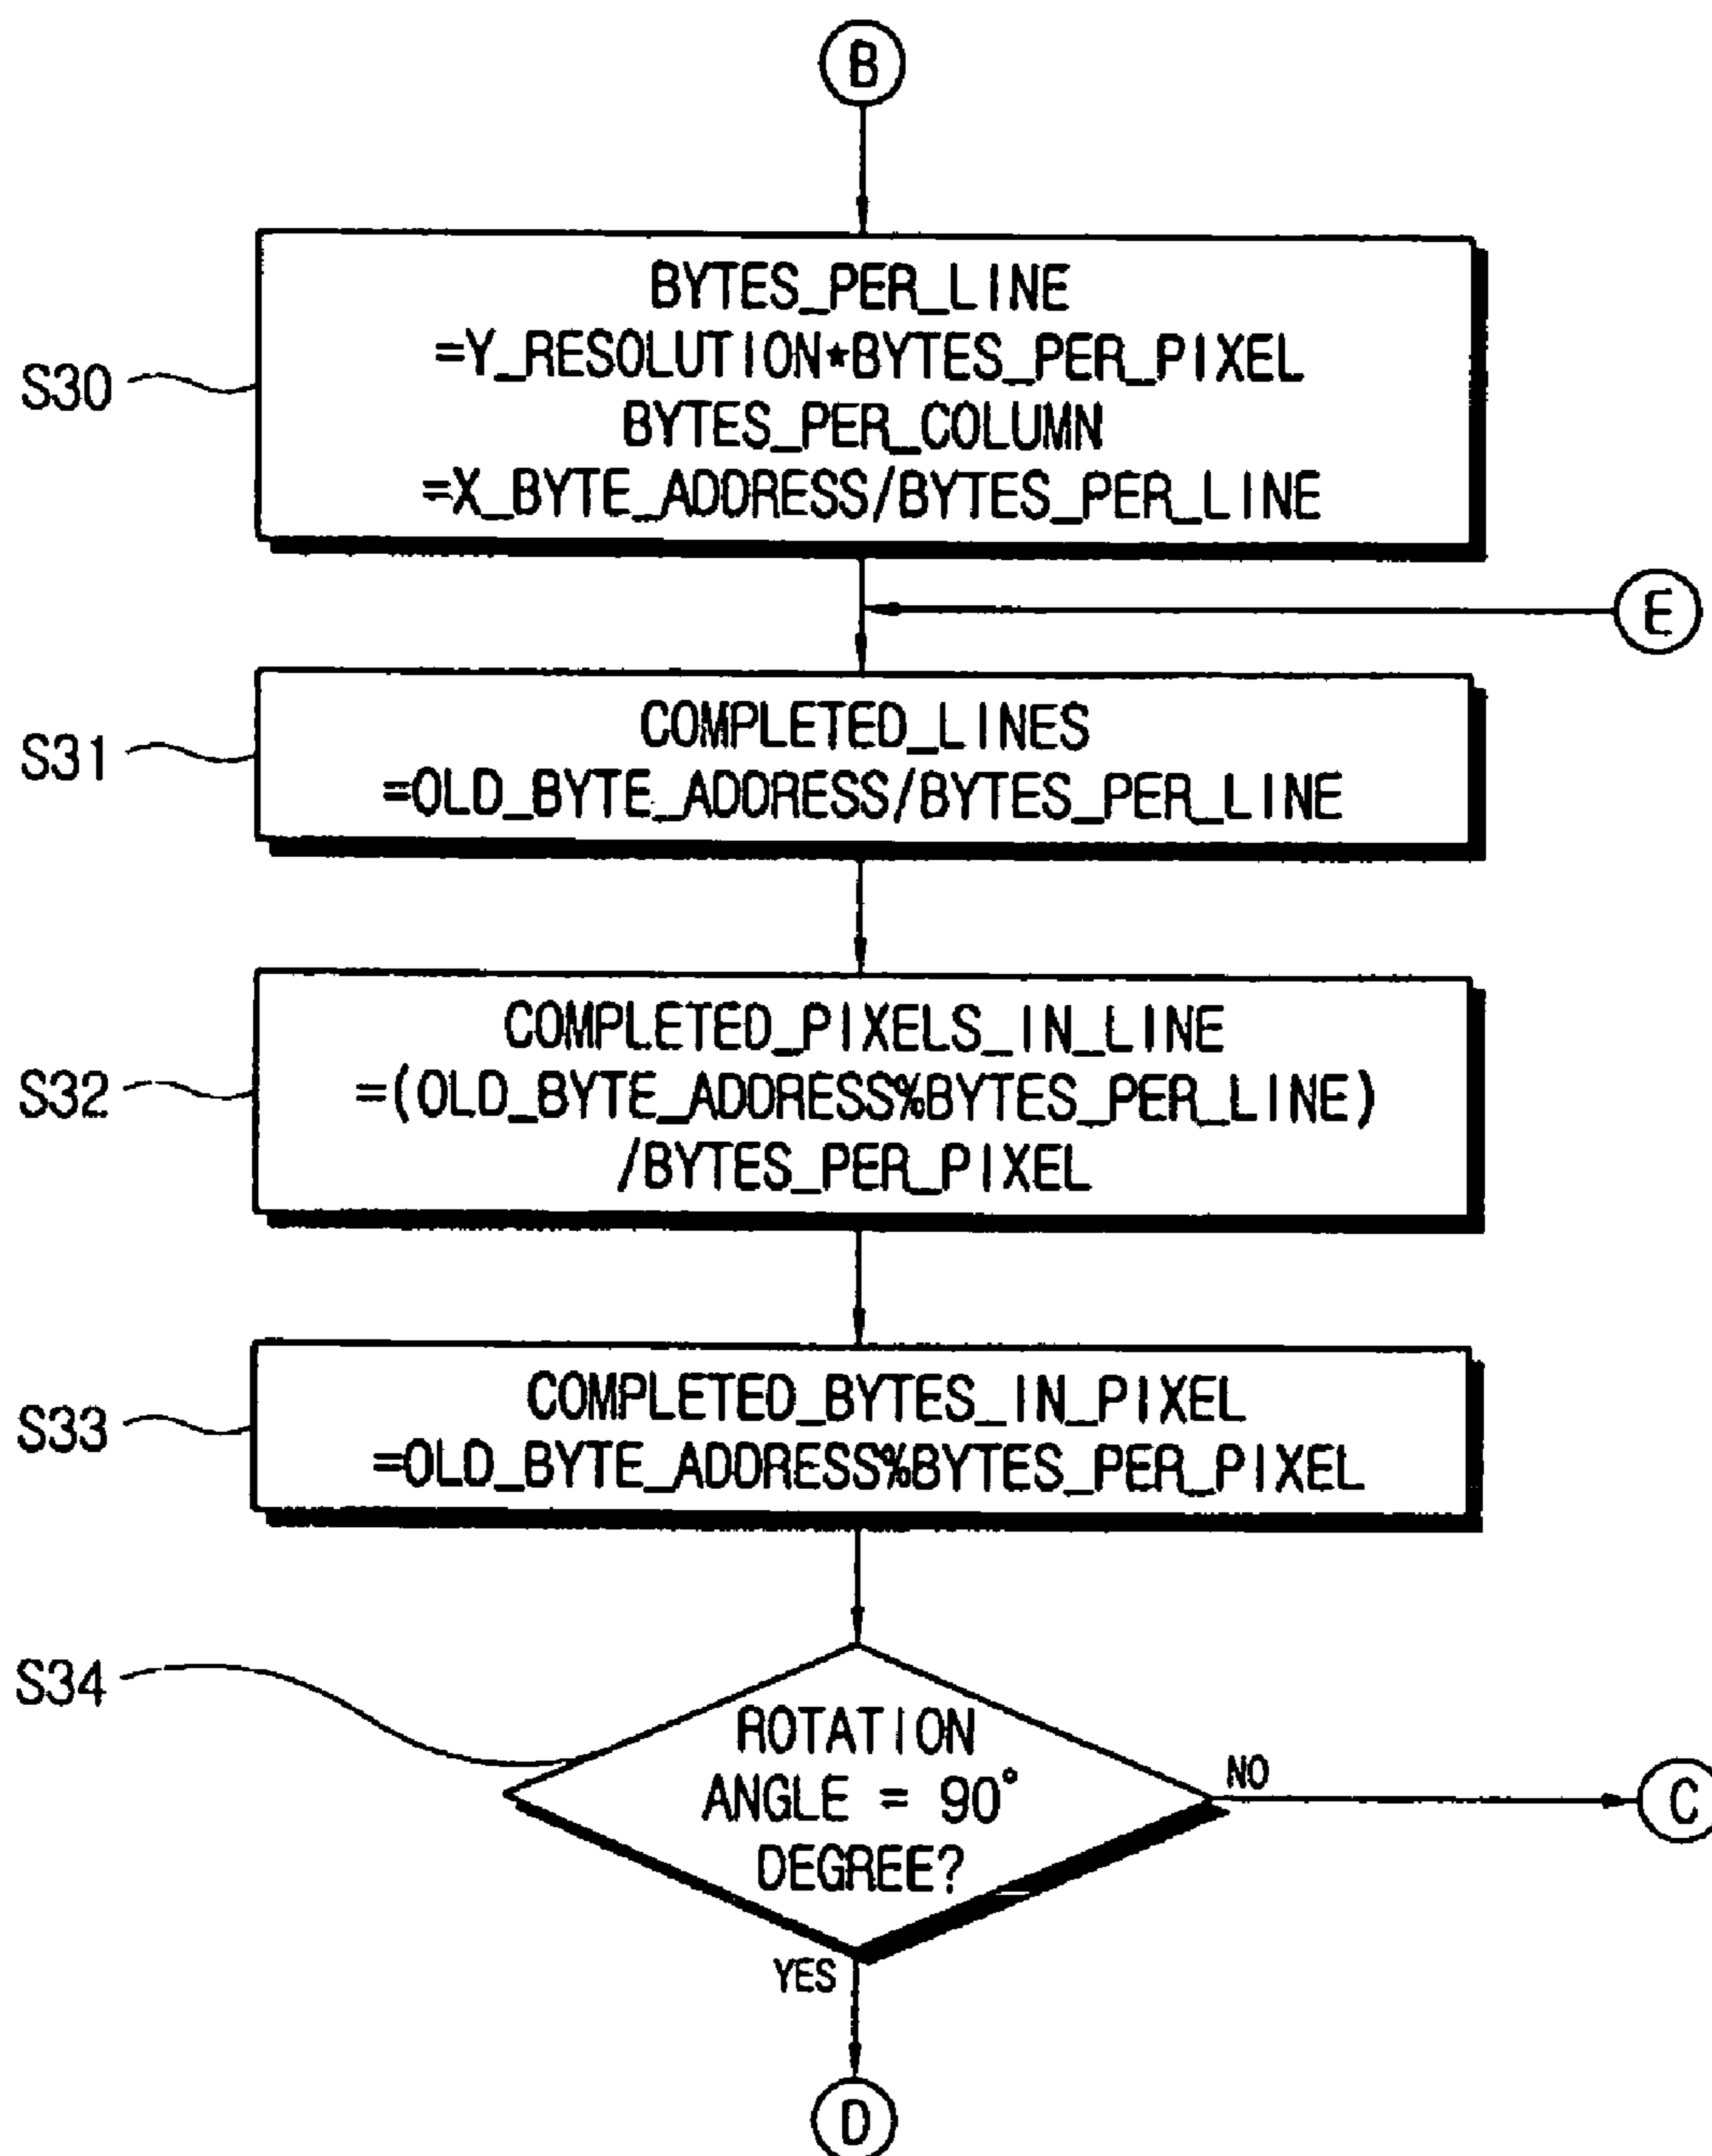 B
S30
BYTES_PER_LINE
=Y_RESOLUTION*BYTES_PER_PIXEL
BYTES_PER_COLUMN
=X_BYTE_ADDRESS/BYTES_PER_LINE
E
S31
COMPLETED_LINES
=OLD_BYTE_ADDRESS/BYTES_PER_LINE
S32
COMPLETED_PIXELS_IN_LINE
=(OLD_BYTE_ADDRESS%BYTES_PER_LINE)
/BYTES_PER_PIXEL
S33
COMPLETED_BYTES_IN_PIXEL
=OLD_BYTE_ADDRESS%BYTES_PER_PIXEL
S34
ROTATION
ANGLE = 90°
DEGREE?
NO
C
YES
D